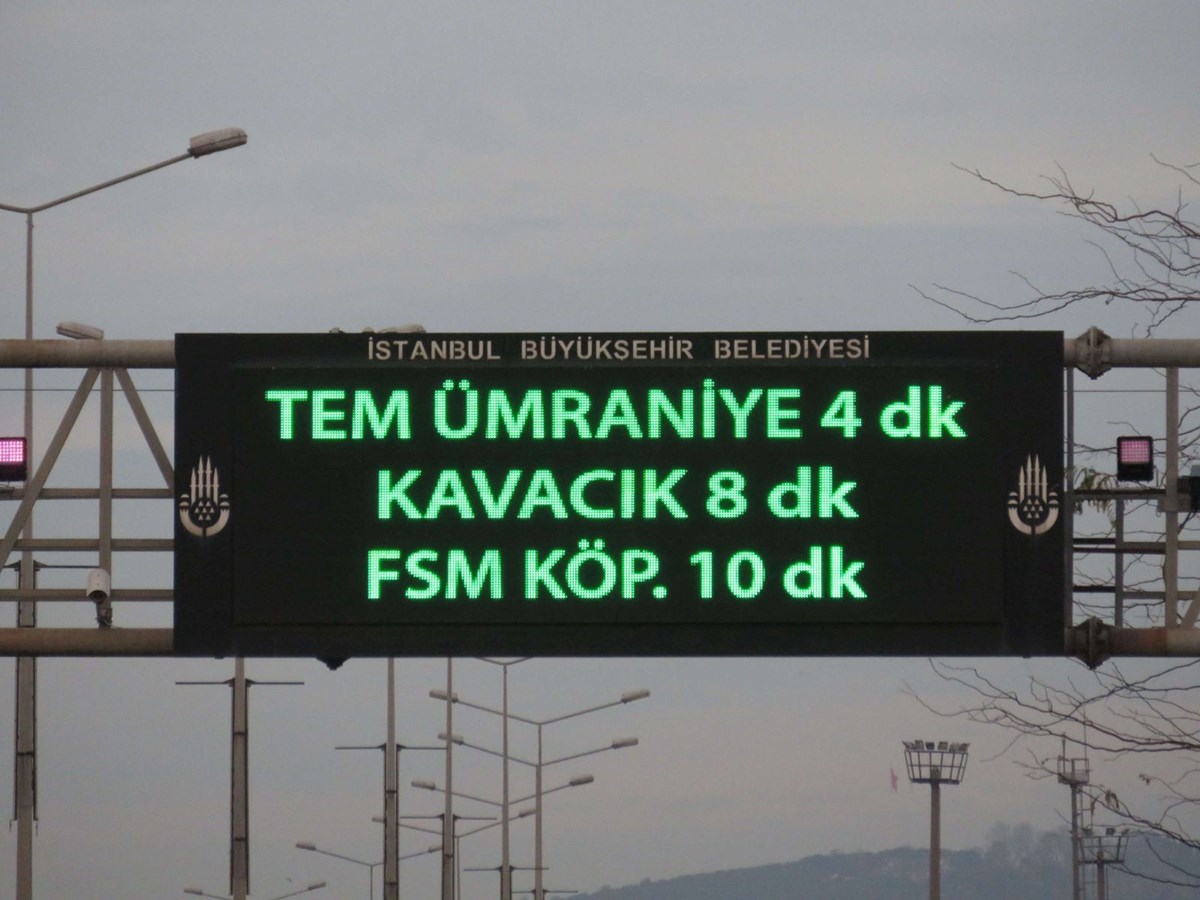 İSTANBUL BÜYÜKŞEHİR BELEDİYESİ
TEM ÜMRANİYE 4 dk
KAVACIK 8 dk
FSM KÖP. 10 dk